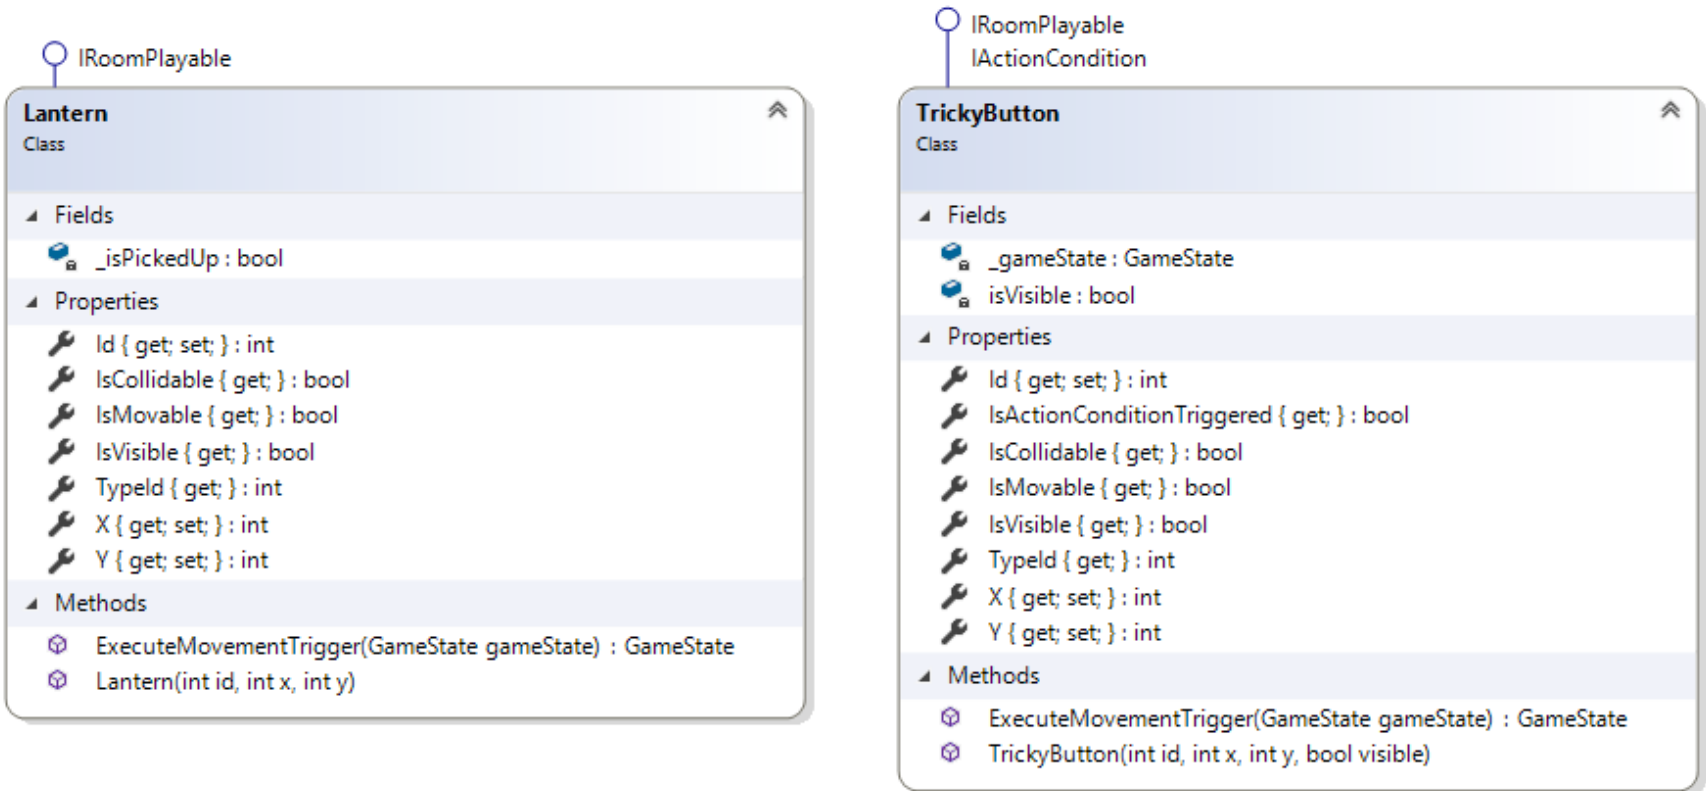 IRoomPlayable
Lantern
Class
Fields
_isPickedUp : bool
Properties
Id { get; set; } : int
IsCollidable { get; } : bool
IsMovable { get; } : bool
IsVisible { get; } : bool
TypeId { get; } : int
X { get; set; } : int
Y { get; set; } : int
Methods
ExecuteMovementTrigger(GameState gameState) : GameState
Lantern(int id, int x, int y)
IRoomPlayable
IActionCondition
TrickyButton
Class
Fields
_gameState : GameState
isVisible : bool
Properties
Id { get; set; } : int
IsActionConditionTriggered { get; } : bool
IsCollidable { get; } : bool
IsMovable { get; } : bool
IsVisible { get; } : bool
TypeId { get; } : int
X { get; set; } : int
Y { get; set; } : int
Methods
ExecuteMovementTrigger(GameState gameState) : GameState
TrickyButton(int id, int x, int y, bool visible)